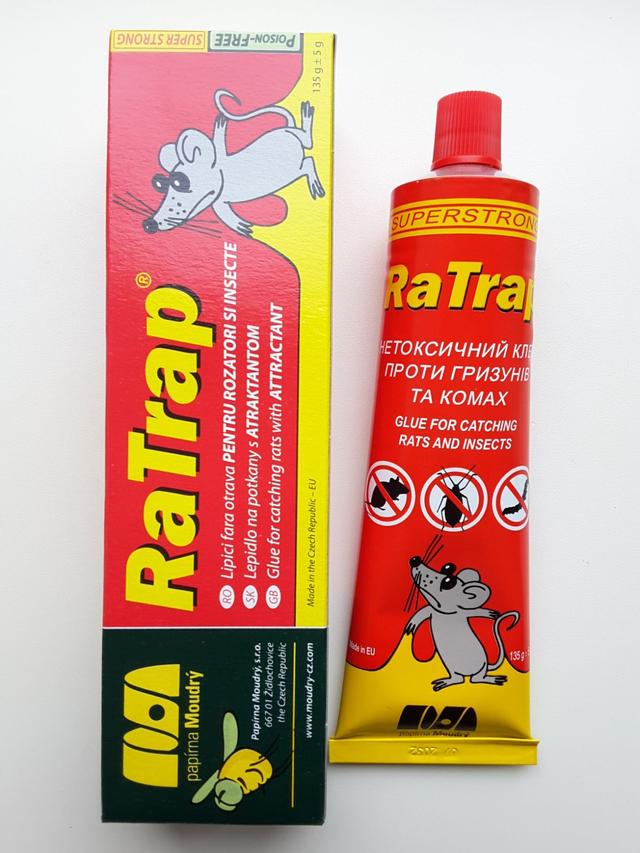 SUPER STRONG
POISON-FREE
135 g ± 5 g
RaTrap®
RO Lipici fara otrava PENTRU ROZATORI SI INSECTE
SK Lepidlo na potkany s ATRAKTANTOM
GB Glue for catching rats with ATTRACTANT
Made in the Czech Republic – EU
papírna Moudrý
Papírna Moudrý, s.r.o.
667 01 Židlochovice
the Czech Republic
www.moudry-cz.com
SUPERSTRONG
RaTrap
НЕТОКСИЧНИЙ КЛЕ
ПРОТИ ГРИЗУНІВ
ТА КОМАХ
GLUE FOR CATCHING
RATS AND INSECTS
Made in EU
135 g ±
papírna Moudrý